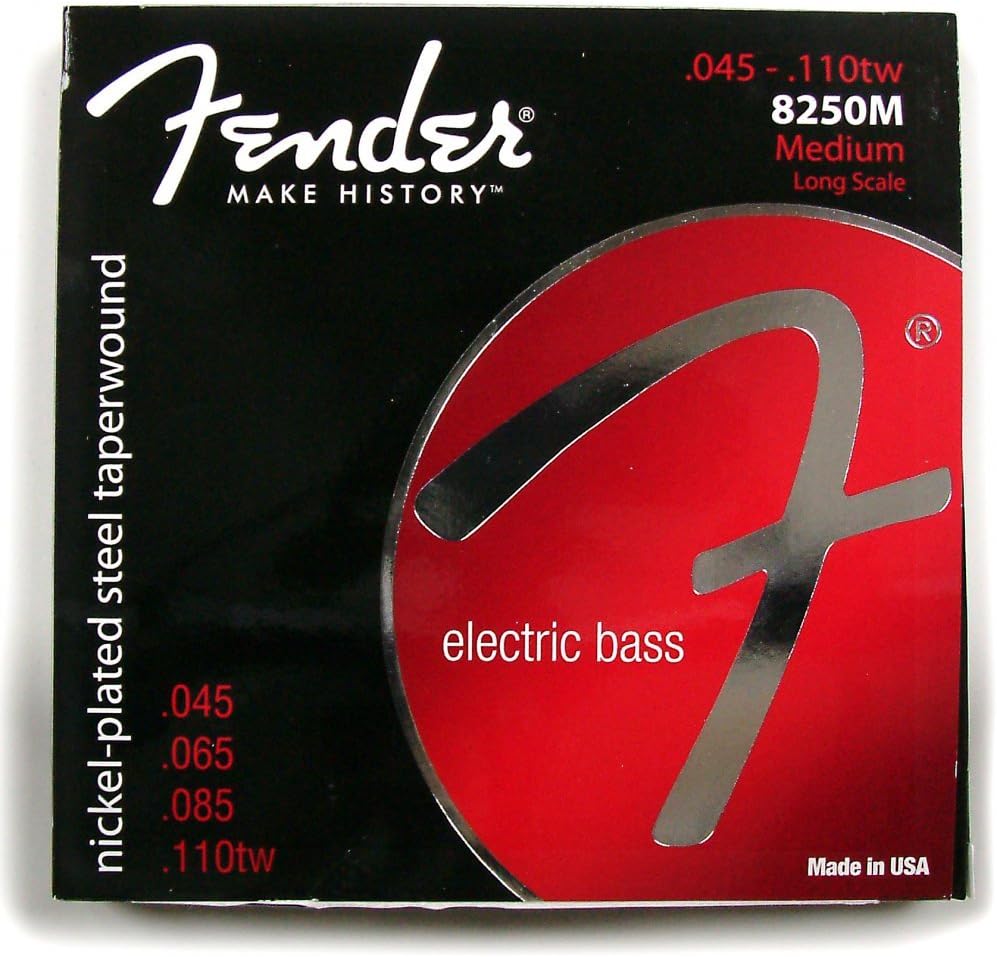 Fender®
MAKE HISTORY™
.045 - .110tw
8250M
Medium
Long Scale
nickel-plated steel taperwound
F®
electric bass
.045
.065
.085
.110tw
Made in USA